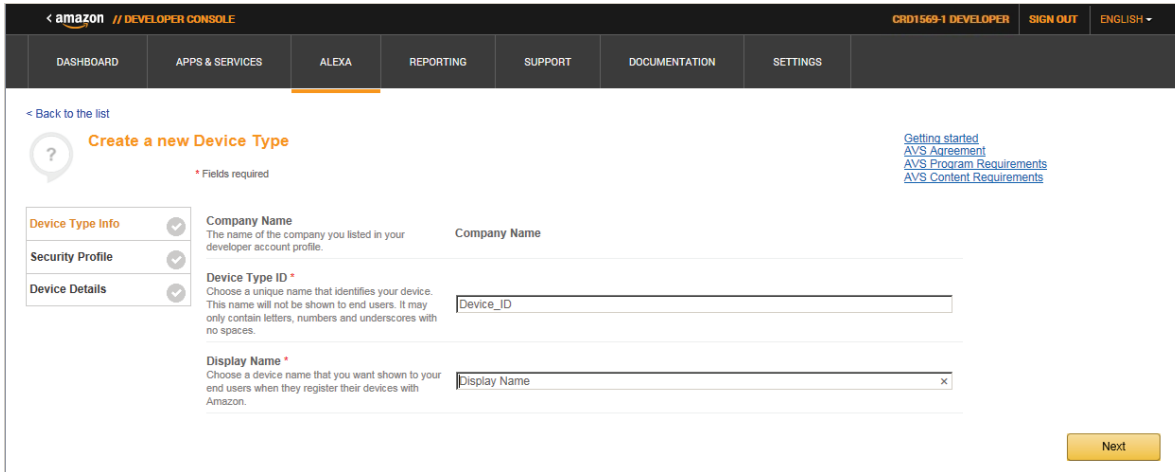 < amazon // DEVELOPER CONSOLE CRD1569-1 DEVELOPER SIGN OUT ENGLISH
DASHBOARD APPS & SERVICES ALEXA REPORTING SUPPORT DOCUMENTATION SETTINGS
< Back to the list
?
Create a new Device Type
* Fields required
Getting started
AVS Agreement
AVS Program Requirements
AVS Content Requirements
Device Type Info
Security Profile
Device Details
Company Name
The name of the company you listed in your
developer account profile.
Company Name
Device Type ID *
Choose a unique name that identifies your device.
This name will not be shown to end users. It may
only contain letters, numbers and underscores with
no spaces.
Device_ID
Display Name *
Choose a device name that you want shown to your
end users when they register their devices with
Amazon.
Display Name ×
Next